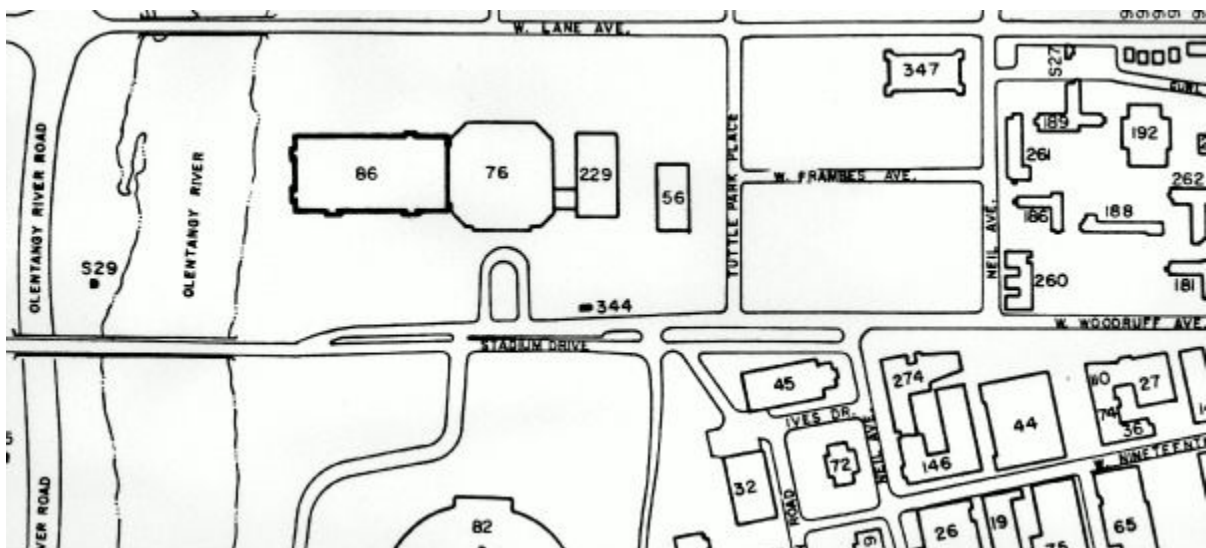 W. LANE AVE.
347
S27
189
192
261
262
86
76
229
56
W. FRAMBES AVE.
186
188
OLENTANGY RIVER ROAD
OLENTANGY RIVER
TUTTLE PARK PLACE
NEIL AVE.
S29
260
181
344
W. WOODRUFF AVE.
STADIUM DRIVE
45
274
110
27
IVES DR.
NEIL AVE.
44
74
36
146
72
W. NINETEENTH
32
ROAD
82
26
19
65
RIVER ROAD